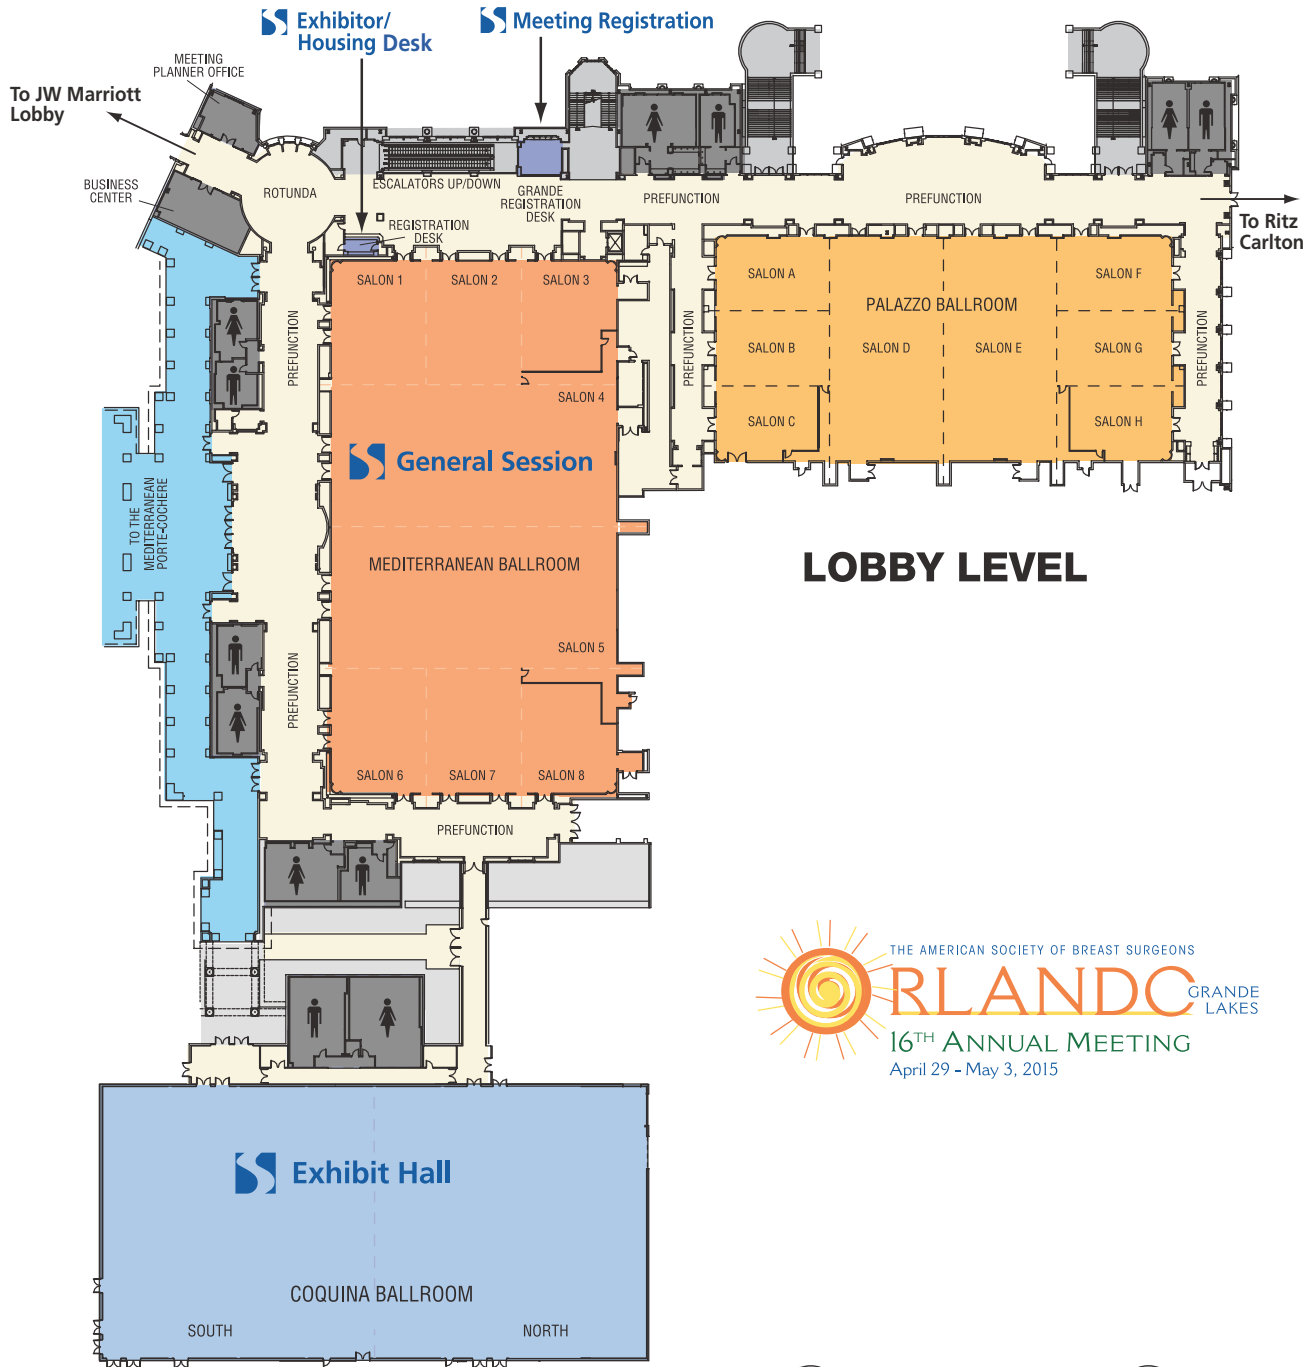 Exhibitor/
Housing Desk
Meeting Registration
MEETING
PLANNER OFFICE
To JW Marriott
Lobby
BUSINESS
CENTER
ROTUNDA
ESCALATORS UP/DOWN
GRANDE
REGISTRATION
DESK
REGISTRATION
DESK
PREFUNCTION
PREFUNCTION
To Ritz
Carlton
SALON 1
SALON 2
SALON 3
SALON 4
General Session
MEDITERRANEAN BALLROOM
SALON 5
SALON 6
SALON 7
SALON 8
PREFUNCTION
PREFUNCTION
PREFUNCTION
PREFUNCTION
PREFUNCTION
TO THE
MEDITERRANEAN
PORTE-COCHERE
SALON A
SALON F
PALAZZO BALLROOM
SALON B
SALON D
SALON E
SALON G
SALON C
SALON H
LOBBY LEVEL
THE AMERICAN SOCIETY OF BREAST SURGEONS
ORLANDO
GRANDE
LAKES
16TH ANNUAL MEETING
April 29 - May 3, 2015
Exhibit Hall
COQUINA BALLROOM
SOUTH
NORTH